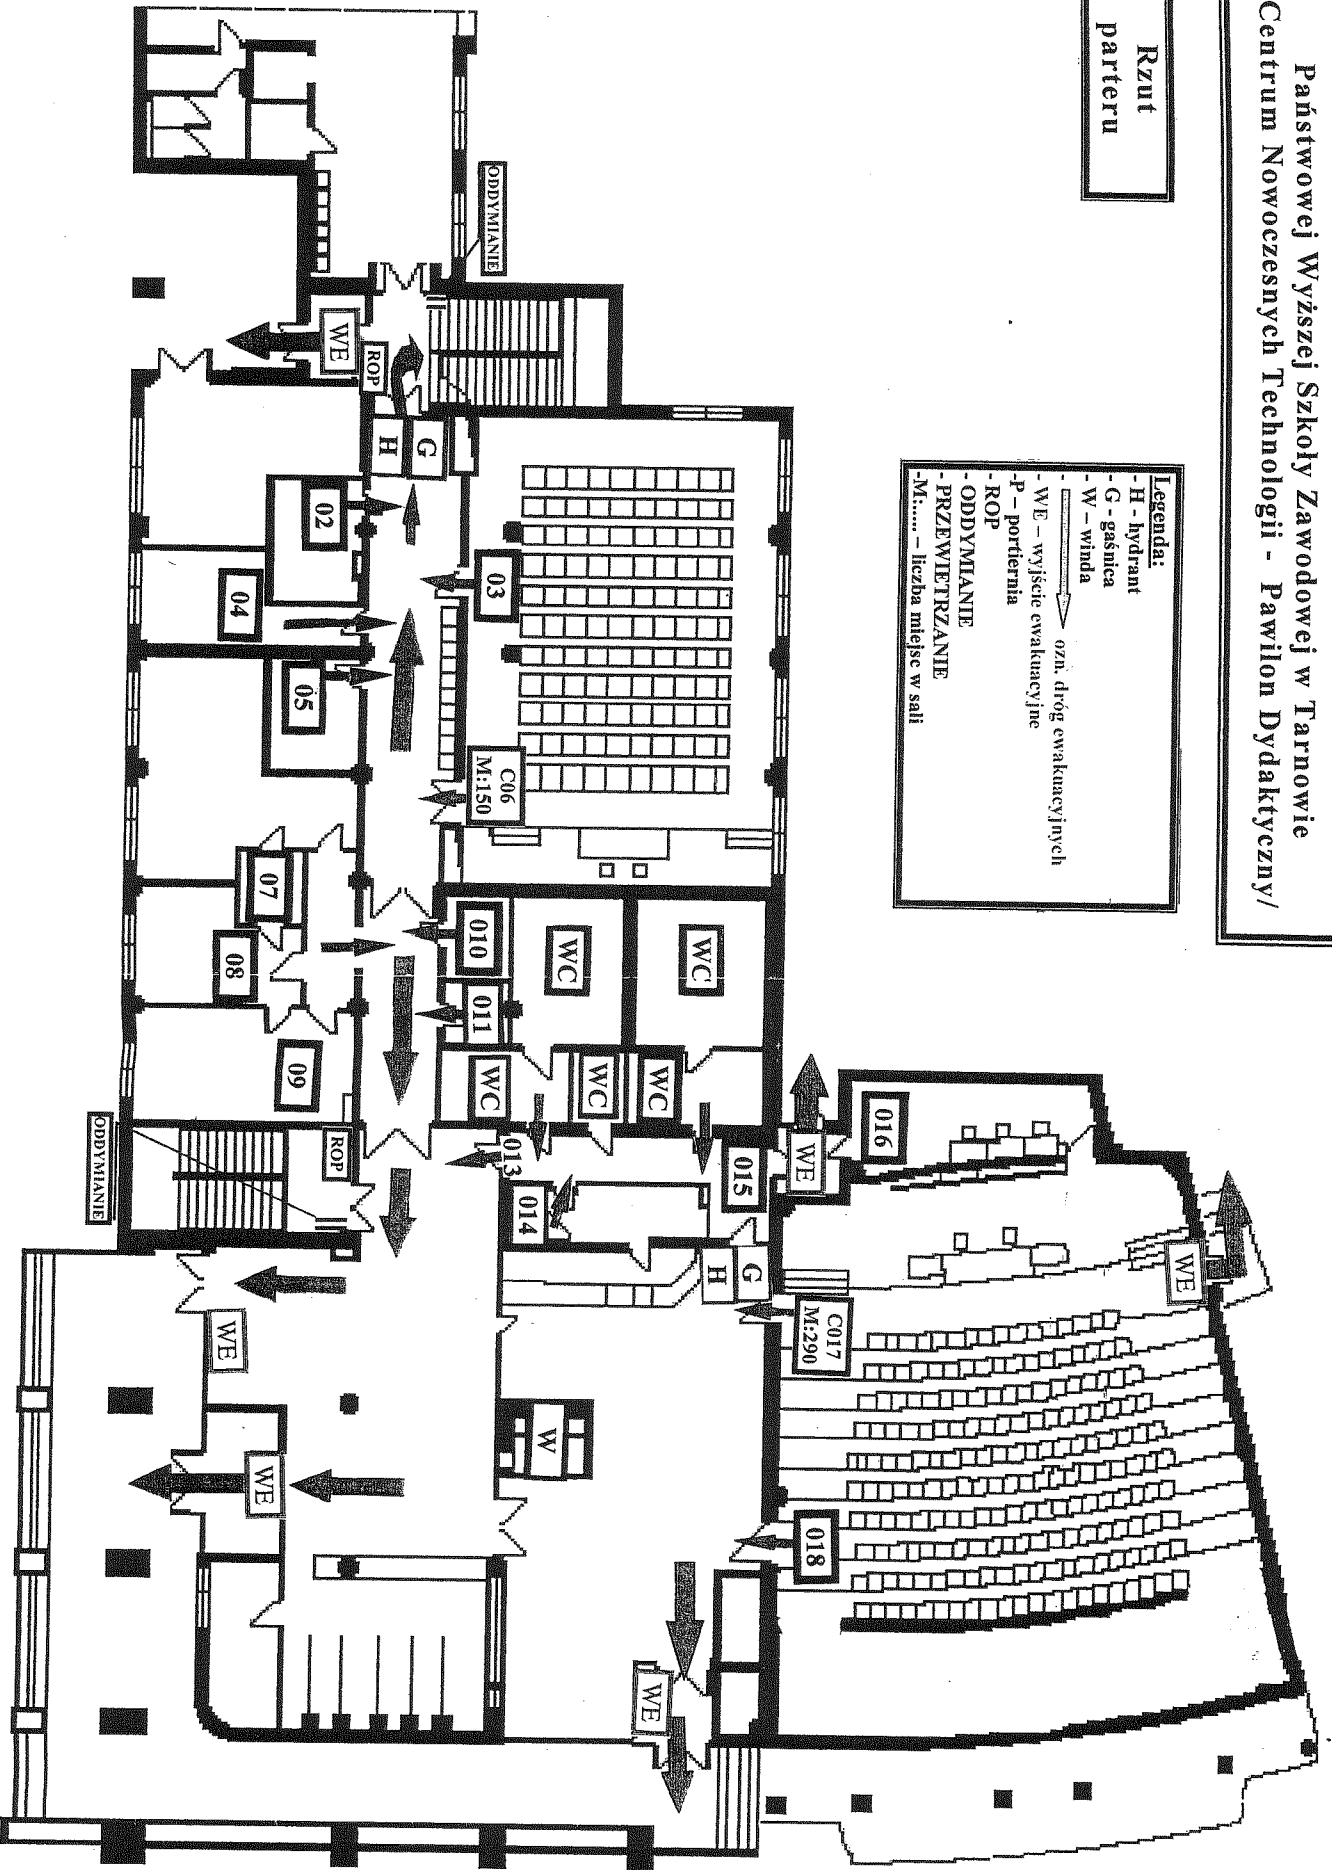 Państwowej Wyższej Szkoły Zawodowej w Tarnowie
Centrum Nowoczesnych Technologii - Pawilon Dydaktyczny/
Rzut
parteru
Legenda:
- H - hydrant
- G - gaśnica
- W – winda
- ozn. dróg ewakuacyjnych
- WE – wyjście ewakuacyjne
-P – portiernia
- ROP
- ODDYMIANIE
- PRZEWIETRZANIE
-M:...... – liczba miejsc w sali
016
WE
WE
C017
M:290
018
015
G
H
WE
WC
WC
WC
WC
WC
013
014
W
010
011
ODDYMIANIE
03
C06
M:150
G
H
ROP
WE
02
04
05
07
08
09
ROP
ODDYMIANIE
WE
WE